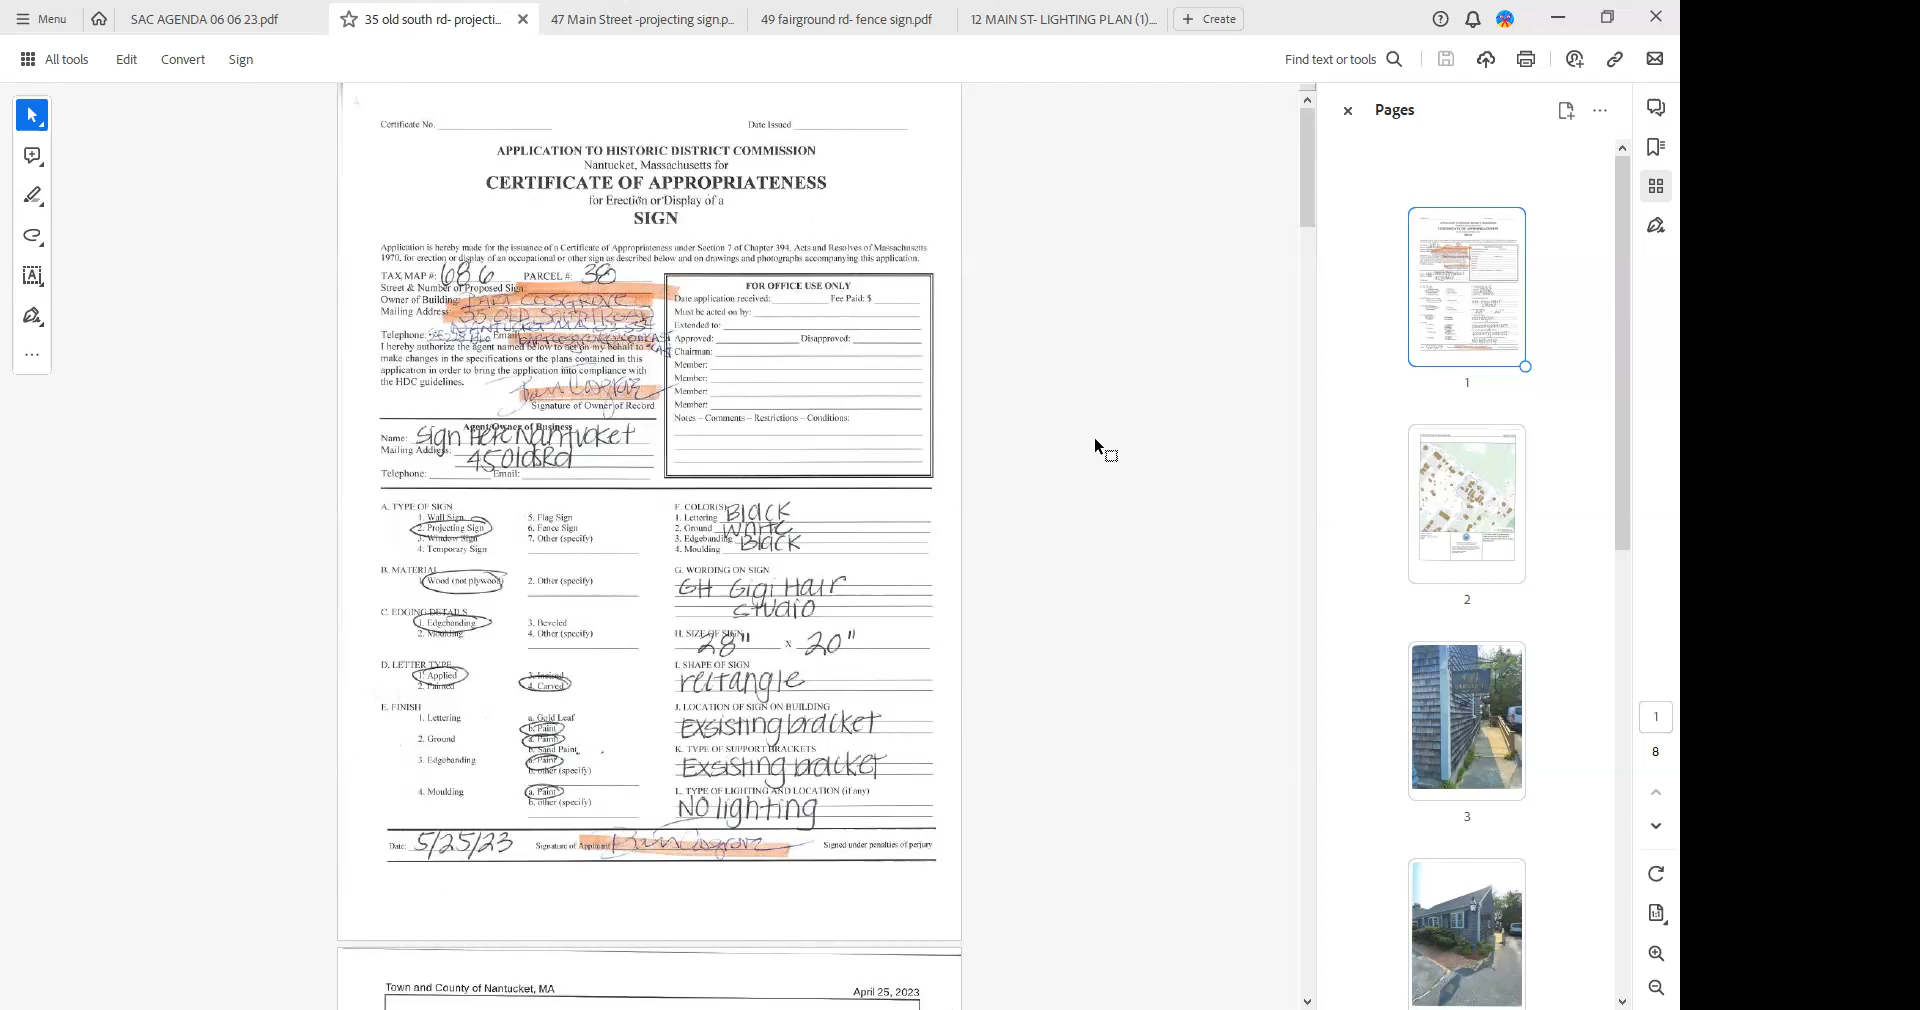 Menu
SAC AGENDA 06 06 23.pdf
35 old south rd- projecti...
47 Main Street -projecting sign.p...
49 fairground rd- fence sign.pdf
12 MAIN ST- LIGHTING PLAN (1)....
+ Create
All tools
Edit
Convert
Sign
Find text or tools
Certificate No.
Date Issued
APPLICATION TO HISTORIC DISTRICT COMMISSION
Nantucket, Massachusetts for
CERTIFICATE OF APPROPRIATENESS
for Erection or Display of a
SIGN
Application is hereby made for the issuance of a Certificate of Appropriateness under Section 7 of Chapter 394, Acts and Resolves of Massachusetts
1970, for erection or display of an occupational or other sign as described below and on drawings and photographs accompanying this application.
TAX MAP #: 686 PARCEL #: 38
Street & Number of Proposed Sign
Owner of Building: BART COSGROVE
Mailing Address: 35 OLD SOUTH ROAD
NANTUCKET MA
Telephone: Email:
I hereby authorize the agent named below to act on my behalf to
make changes in the specifications or the plans contained in this
application in order to bring the application into compliance with
the HDC guidelines.
Signature of Owner of Record
FOR OFFICE USE ONLY
Date application received: Fee Paid: $
Must be acted on by:
Extended to:
Approved: Disapproved:
Chairman:
Member:
Member:
Member:
Member:
Notes – Comments – Restrictions – Conditions:
Agent/Owner of Business
Name: Sign Here Nantucket
Mailing Address: 45 Old S Rd
Telephone: Email:
A. TYPE OF SIGN
1. Wall Sign
2. Projecting Sign
3. Window Sign
4. Temporary Sign
5. Flag Sign
6. Fence Sign
7. Other (specify)
B. MATERIAL
1. Wood (not plywood)
2. Other (specify)
C. EDGING DETAILS
1. Edgebanding
2. Moulding
3. Beveled
4. Other (specify)
D. LETTER TYPE
1. Applied
2. Painted
3. Incised
4. Carved
E. FINISH
1. Lettering
a. Gold Leaf
b. Paint
2. Ground
a. Paint
b. Sand Paint
3. Edgebanding
a. Paint
b. other (specify)
4. Moulding
a. Paint
b. other (specify)
F. COLOR(S)
1. Lettering Black
2. Ground White
3. Edgebanding Black
4. Moulding
G. WORDING ON SIGN
GH Gigi Hair
Studio
H. SIZE OF SIGN
28" x 20"
I. SHAPE OF SIGN
rectangle
J. LOCATION OF SIGN ON BUILDING
Exsisting bracket
K. TYPE OF SUPPORT BRACKETS
Exsisting bracket
L. TYPE OF LIGHTING AND LOCATION (if any)
NO lighting
Date: 5/25/23 Signature of Applicant Signed under penalties of perjury
Town and County of Nantucket, MA
April 25, 2023
Pages
1
2
3
1
8